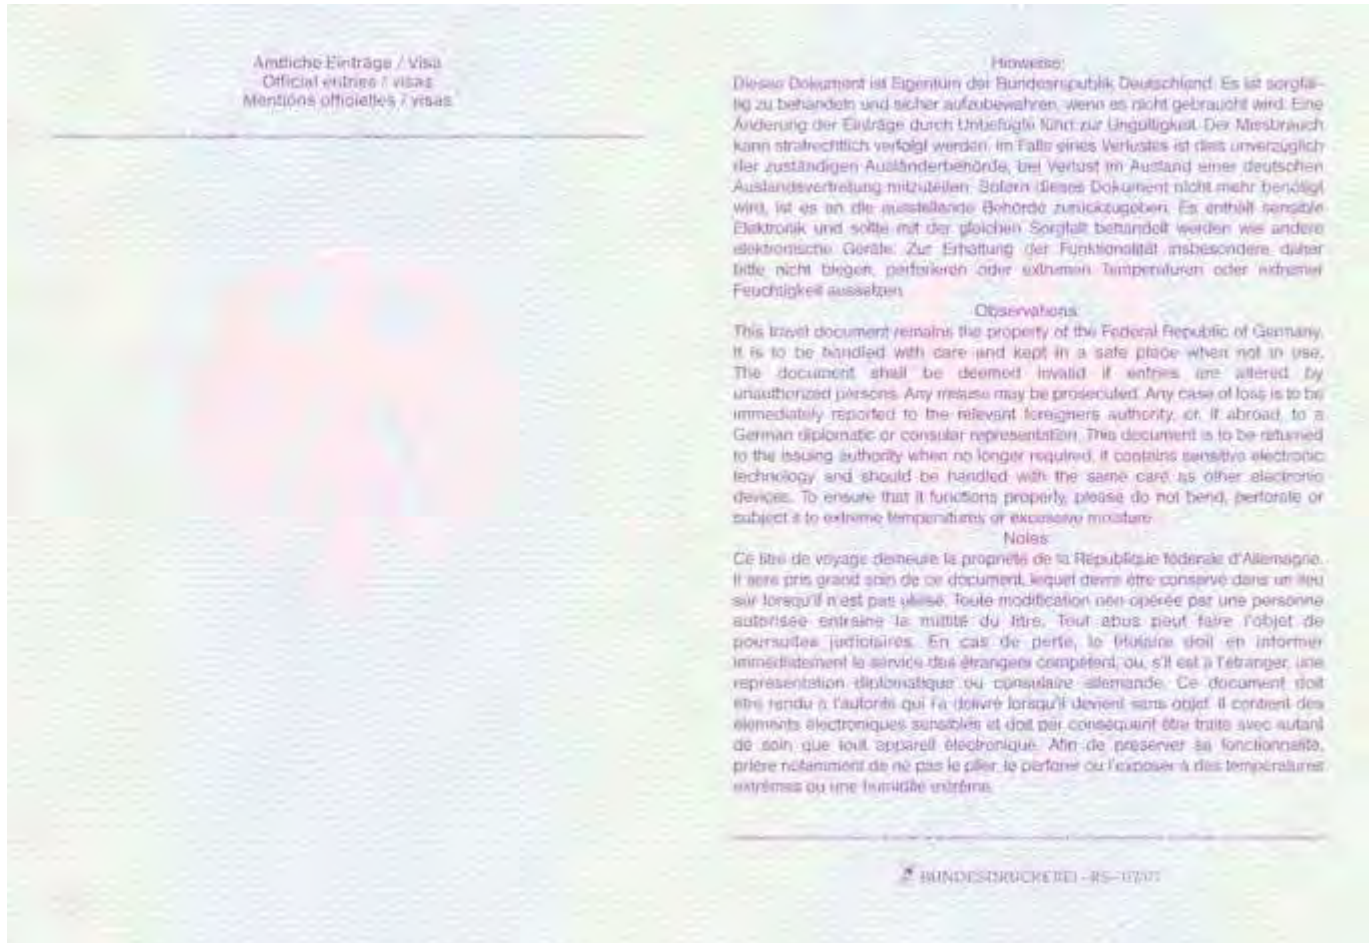 Amtliche Einträge / Visa
Official entries / visas
Mentions officielles / visas
Hinweise:
Dieses Dokument ist Eigentum der Bundesrepublik Deutschland. Es ist sorgfäl-
tig zu behandeln und sicher aufzubewahren, wenn es nicht gebraucht wird. Eine
Änderung der Einträge durch Unbefugte führt zur Ungültigkeit. Der Missbrauch
kann strafrechtlich verfolgt werden. Im Falle eines Verlustes ist dies unverzüglich
der zuständigen Ausländerbehörde, bei Verlust im Ausland einer deutschen
Auslandsvertretung mitzuteilen. Sofern dieses Dokument nicht mehr benötigt
wird, ist es an die ausstellende Behörde zurückzugeben. Es enthält sensible
Elektronik und sollte mit der gleichen Sorgfalt behandelt werden wie andere
elektronische Geräte. Zur Erhaltung der Funktionalität insbesondere daher
bitte nicht biegen, perforieren oder extremen Temperaturen oder extremer
Feuchtigkeit aussetzen.
Observations:
This travel document remains the property of the Federal Republic of Germany.
It is to be handled with care and kept in a safe place when not in use.
The document shall be deemed invalid if entries are altered by
unauthorized persons. Any misuse may be prosecuted. Any case of loss is to be
immediately reported to the relevant foreigners authority, or, if abroad, to a
German diplomatic or consular representation. This document is to be returned
to the issuing authority when no longer required. It contains sensitive electronic
technology and should be handled with the same care as other electronic
devices. To ensure that it functions properly, please do not bend, perforate or
subject it to extreme temperatures or excessive moisture.
Notes:
Ce titre de voyage demeure la propriété de la République fédérale d'Allemagne.
Il sera pris grand soin de ce document, lequel devra être conservé dans un lieu
sûr lorsqu'il n'est pas utilisé. Toute modification non opérée par une personne
autorisée entraîne la nullité du titre. Tout abus peut faire l'objet de
poursuites judiciaires. En cas de perte, le titulaire doit en informer
immédiatement le service des étrangers compétent, ou, s'il est à l'étranger, une
représentation diplomatique ou consulaire allemande. Ce document doit
être rendu à l'autorité qui l'a délivré lorsqu'il devient sans objet. Il contient des
éléments électroniques sensibles et doit par conséquent être traité avec autant
de soin que tout appareil électronique. Afin de préserver sa fonctionnalité,
prière notamment de ne pas le plier, le perforer ou l'exposer à des températures
extrêmes ou une humidité extrême.
BUNDESDRUCKEREI - RS -